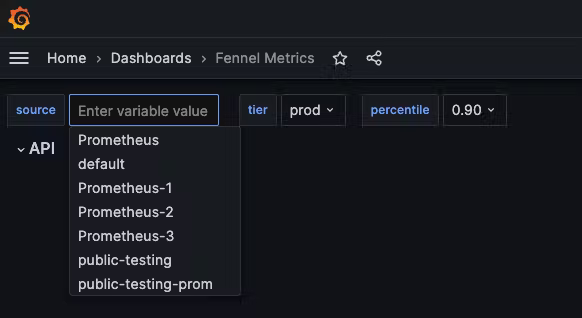 Home > Dashboards > Fennel Metrics
source Enter variable value tier prod percentile 0.90
Prometheus
API
default
Prometheus-1
Prometheus-2
Prometheus-3
public-testing
public-testing-prom